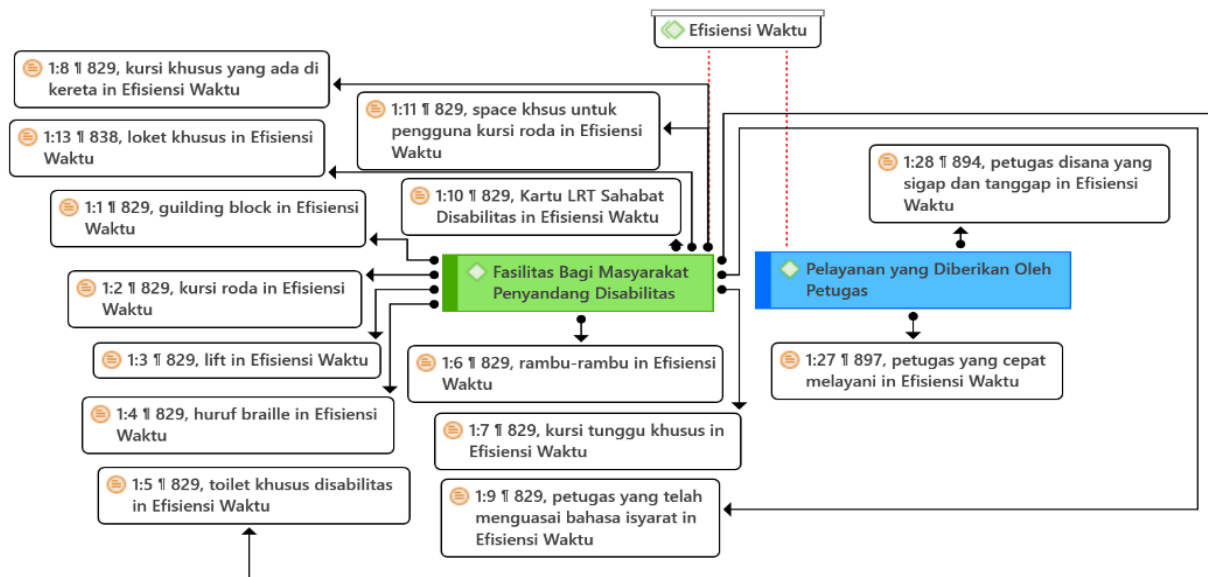 Efisiensi Waktu
1:8 ¶ 829, kursi khusus yang ada di
kereta in Efisiensi Waktu
1:11 ¶ 829, space khsus untuk
pengguna kursi roda in Efisiensi
Waktu
1:13 ¶ 838, loket khusus in Efisiensi
Waktu
1:28 ¶ 894, petugas disana yang
sigap dan tanggap in Efisiensi
Waktu
1:10 ¶ 829, Kartu LRT Sahabat
Disabilitas in Efisiensi Waktu
1:1 ¶ 829, guilding block in Efisiensi
Waktu
Fasilitas Bagi Masyarakat
Penyandang Disabilitas
Pelayanan yang Diberikan Oleh
Petugas
1:2 ¶ 829, kursi roda in Efisiensi
Waktu
1:3 ¶ 829, lift in Efisiensi Waktu
1:6 ¶ 829, rambu-rambu in Efisiensi
Waktu
1:27 ¶ 897, petugas yang cepat
melayani in Efisiensi Waktu
1:4 ¶ 829, huruf braille in Efisiensi
Waktu
1:7 ¶ 829, kursi tunggu khusus in
Efisiensi Waktu
1:5 ¶ 829, toilet khusus disabilitas
in Efisiensi Waktu
1:9 ¶ 829, petugas yang telah
menguasai bahasa isyarat in
Efisiensi Waktu